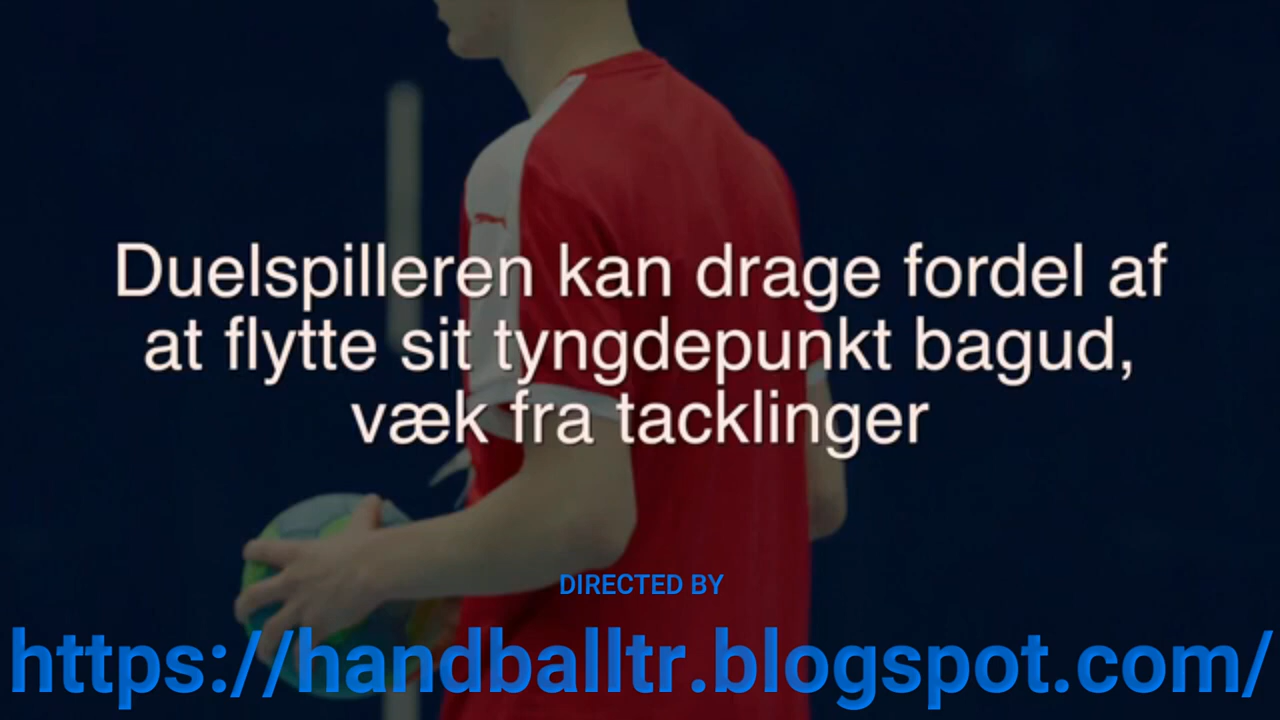 Duelspilleren kan drage fordel af
at flytte sit tyngdepunkt bagud,
væk fra tacklinger
DIRECTED BY
https://handballtr.blogspot.com/